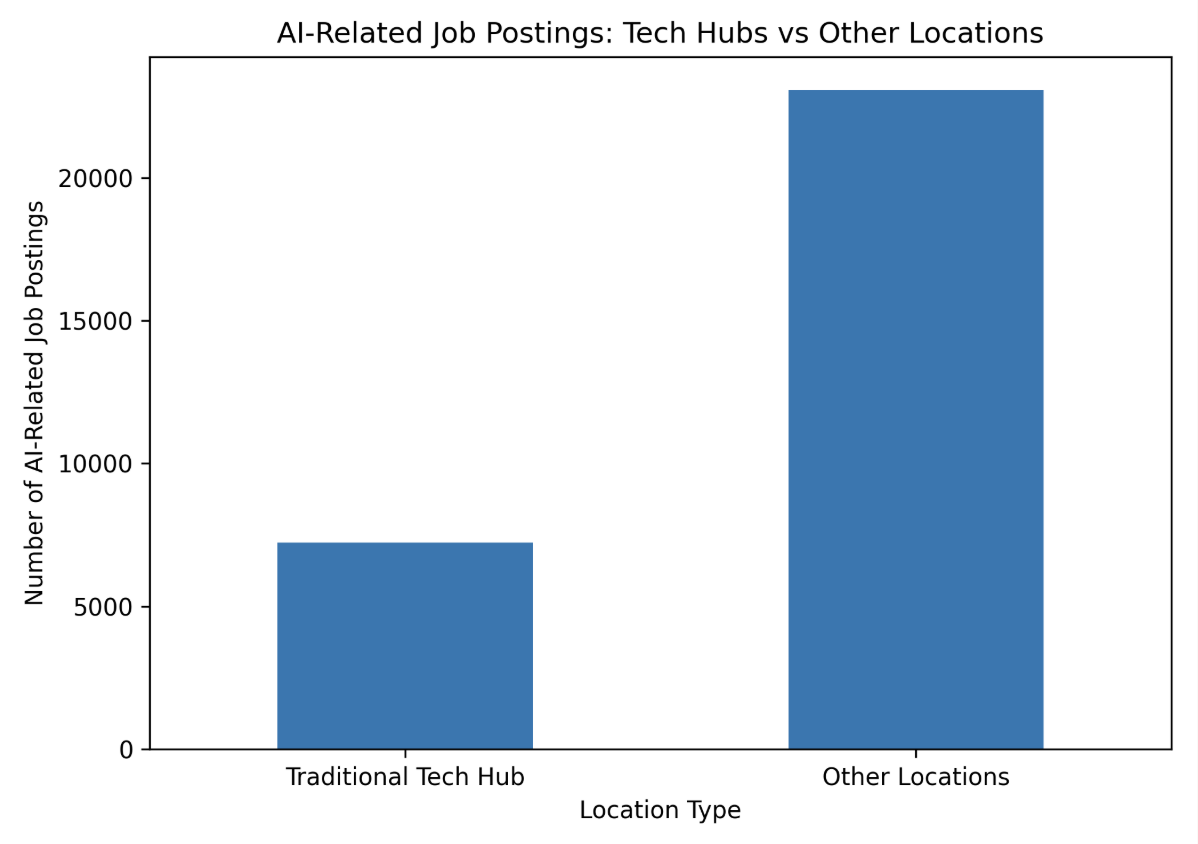 AI-Related Job Postings: Tech Hubs vs Other Locations
Number of AI-Related Job Postings
20000
15000
10000
5000
0
Traditional Tech Hub
Other Locations
Location Type